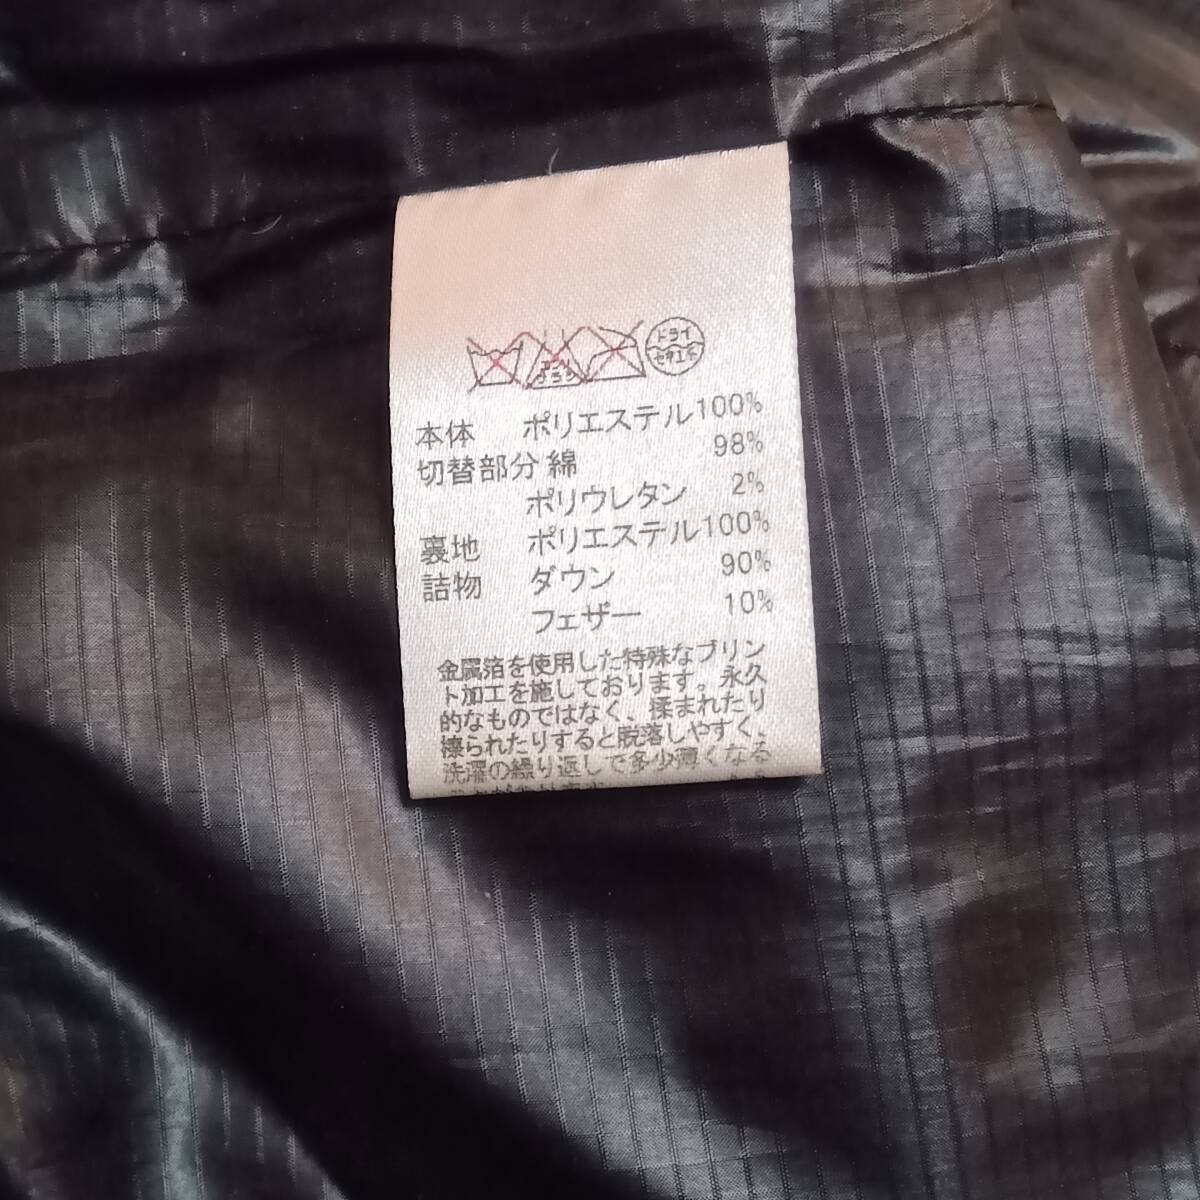 ドライ
セキユ系
本体 ポリエステル100%
切替部分 綿 98%
ポリウレタン 2%
裏地 ポリエステル100%
詰物 ダウン 90%
フェザー 10%
金属箔を使用した特殊なプリン
ト加工を施しております。永久
的なものではなく、揉まれたり
擦られたりすると脱落しやすく、
洗濯の繰り返しで多少薄くなる